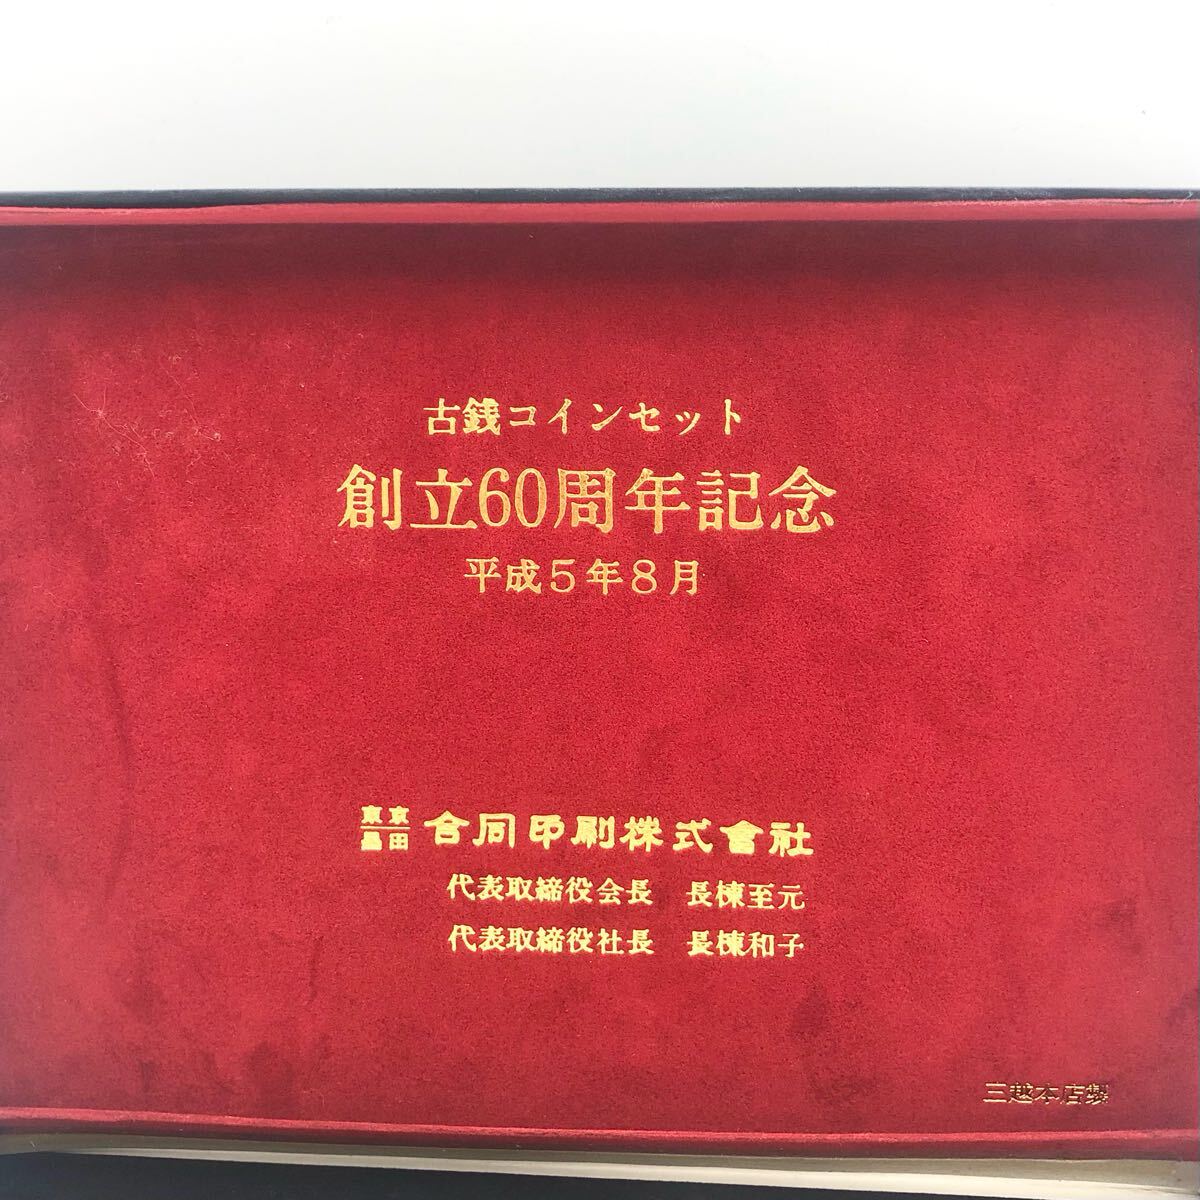 古銭コインセット
創立60周年記念
平成5年8月
東京 合同印刷株式會社
代表取締役会長 長棟至元
代表取締役社長 長棟和子
三越本店製